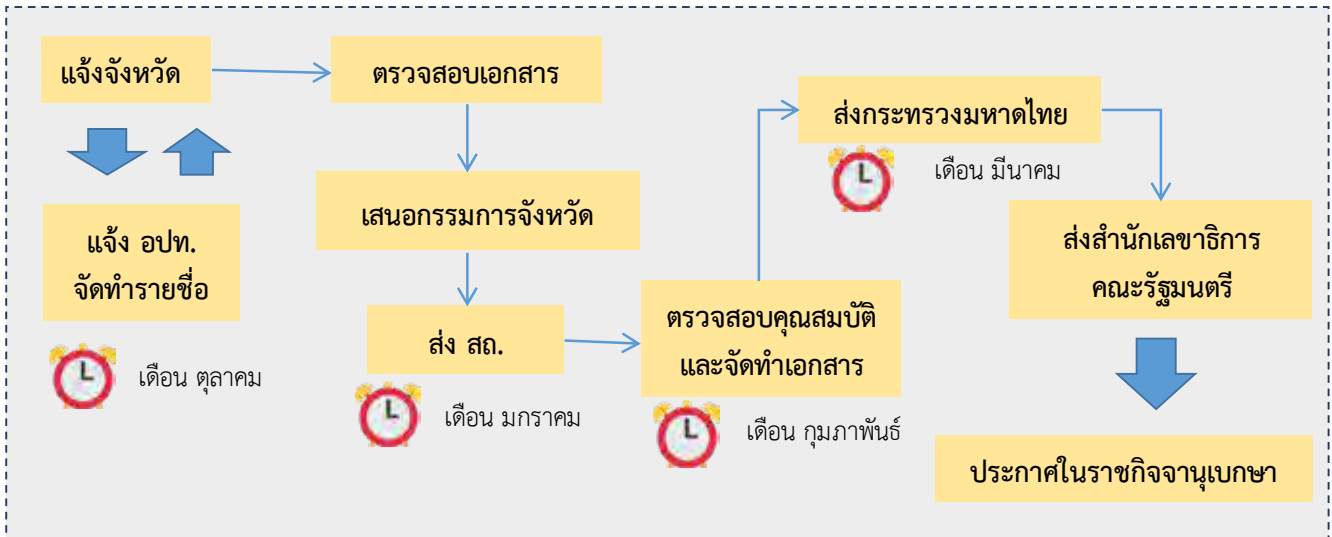 แจ้งจังหวัด
ตรวจสอบเอกสาร
ส่งกระทรวงมหาดไทย
เดือน มีนาคม
เสนอกรรมการจังหวัด
แจ้ง อปท.
จัดทำรายชื่อ
ส่งสำนักเลขาธิการ
คณะรัฐมนตรี
ส่ง สถ.
ตรวจสอบคุณสมบัติ
และจัดทำเอกสาร
เดือน ตุลาคม
เดือน มกราคม
เดือน กุมภาพันธ์
ประกาศในราชกิจจานุเบกษา